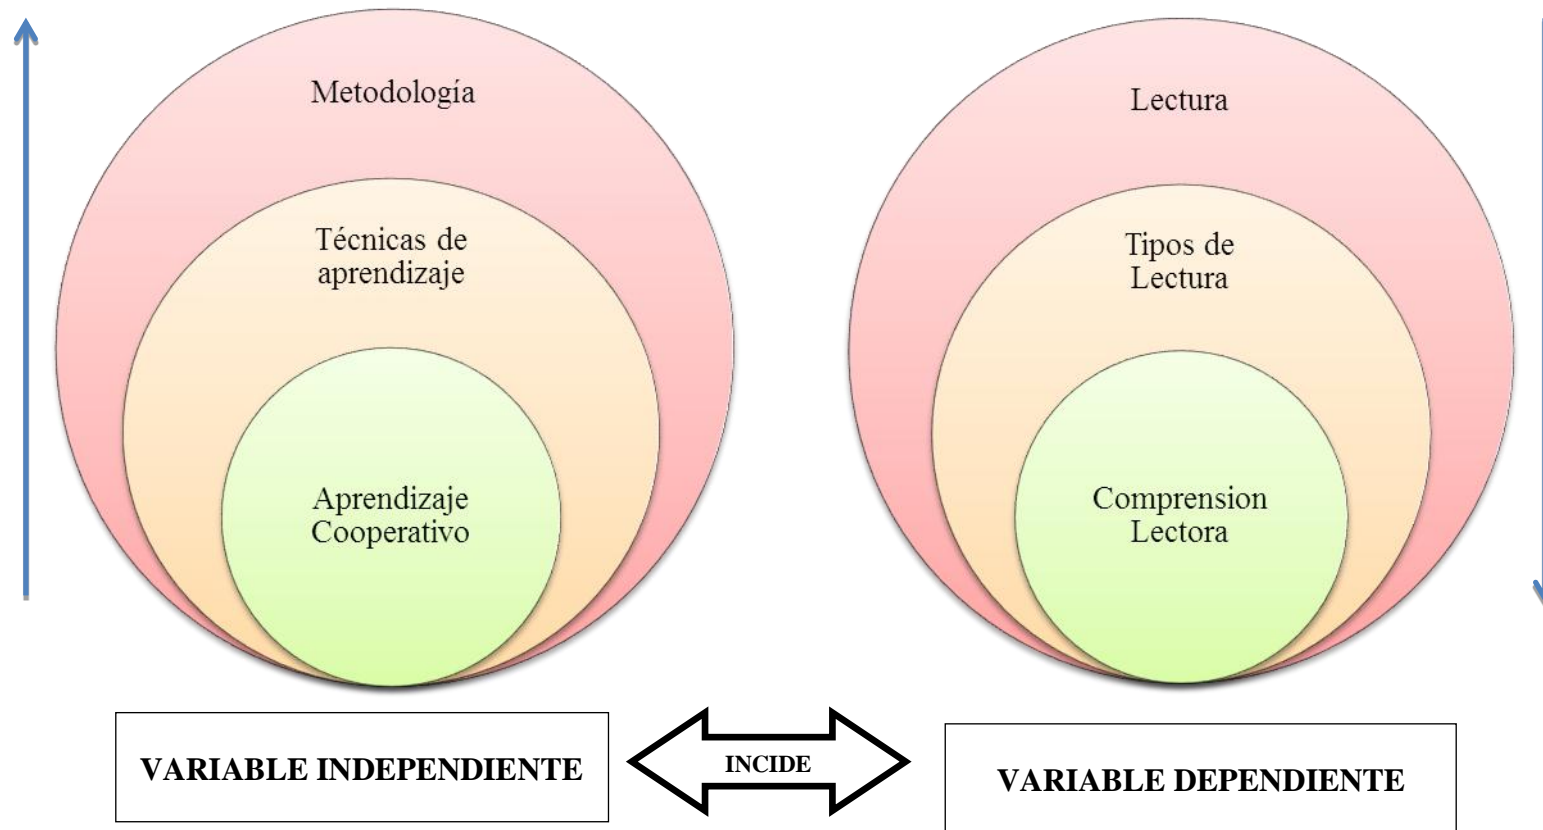 Metodología
Técnicas de
aprendizaje
Aprendizaje
Cooperativo
Lectura
Tipos de
Lectura
Comprension
Lectora
VARIABLE INDEPENDIENTE
INCIDE
VARIABLE DEPENDIENTE